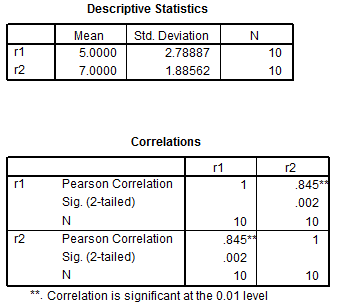 Descriptive Statistics
Mean Std. Deviation N
r1 5.0000 2.78887 10
r2 7.0000 1.88562 10
Correlations
r1 r2
r1 Pearson Correlation 1 .845**
Sig. (2-tailed) .002
N 10 10
r2 Pearson Correlation .845** 1
Sig. (2-tailed) .002
N 10 10
**. Correlation is significant at the 0.01 level